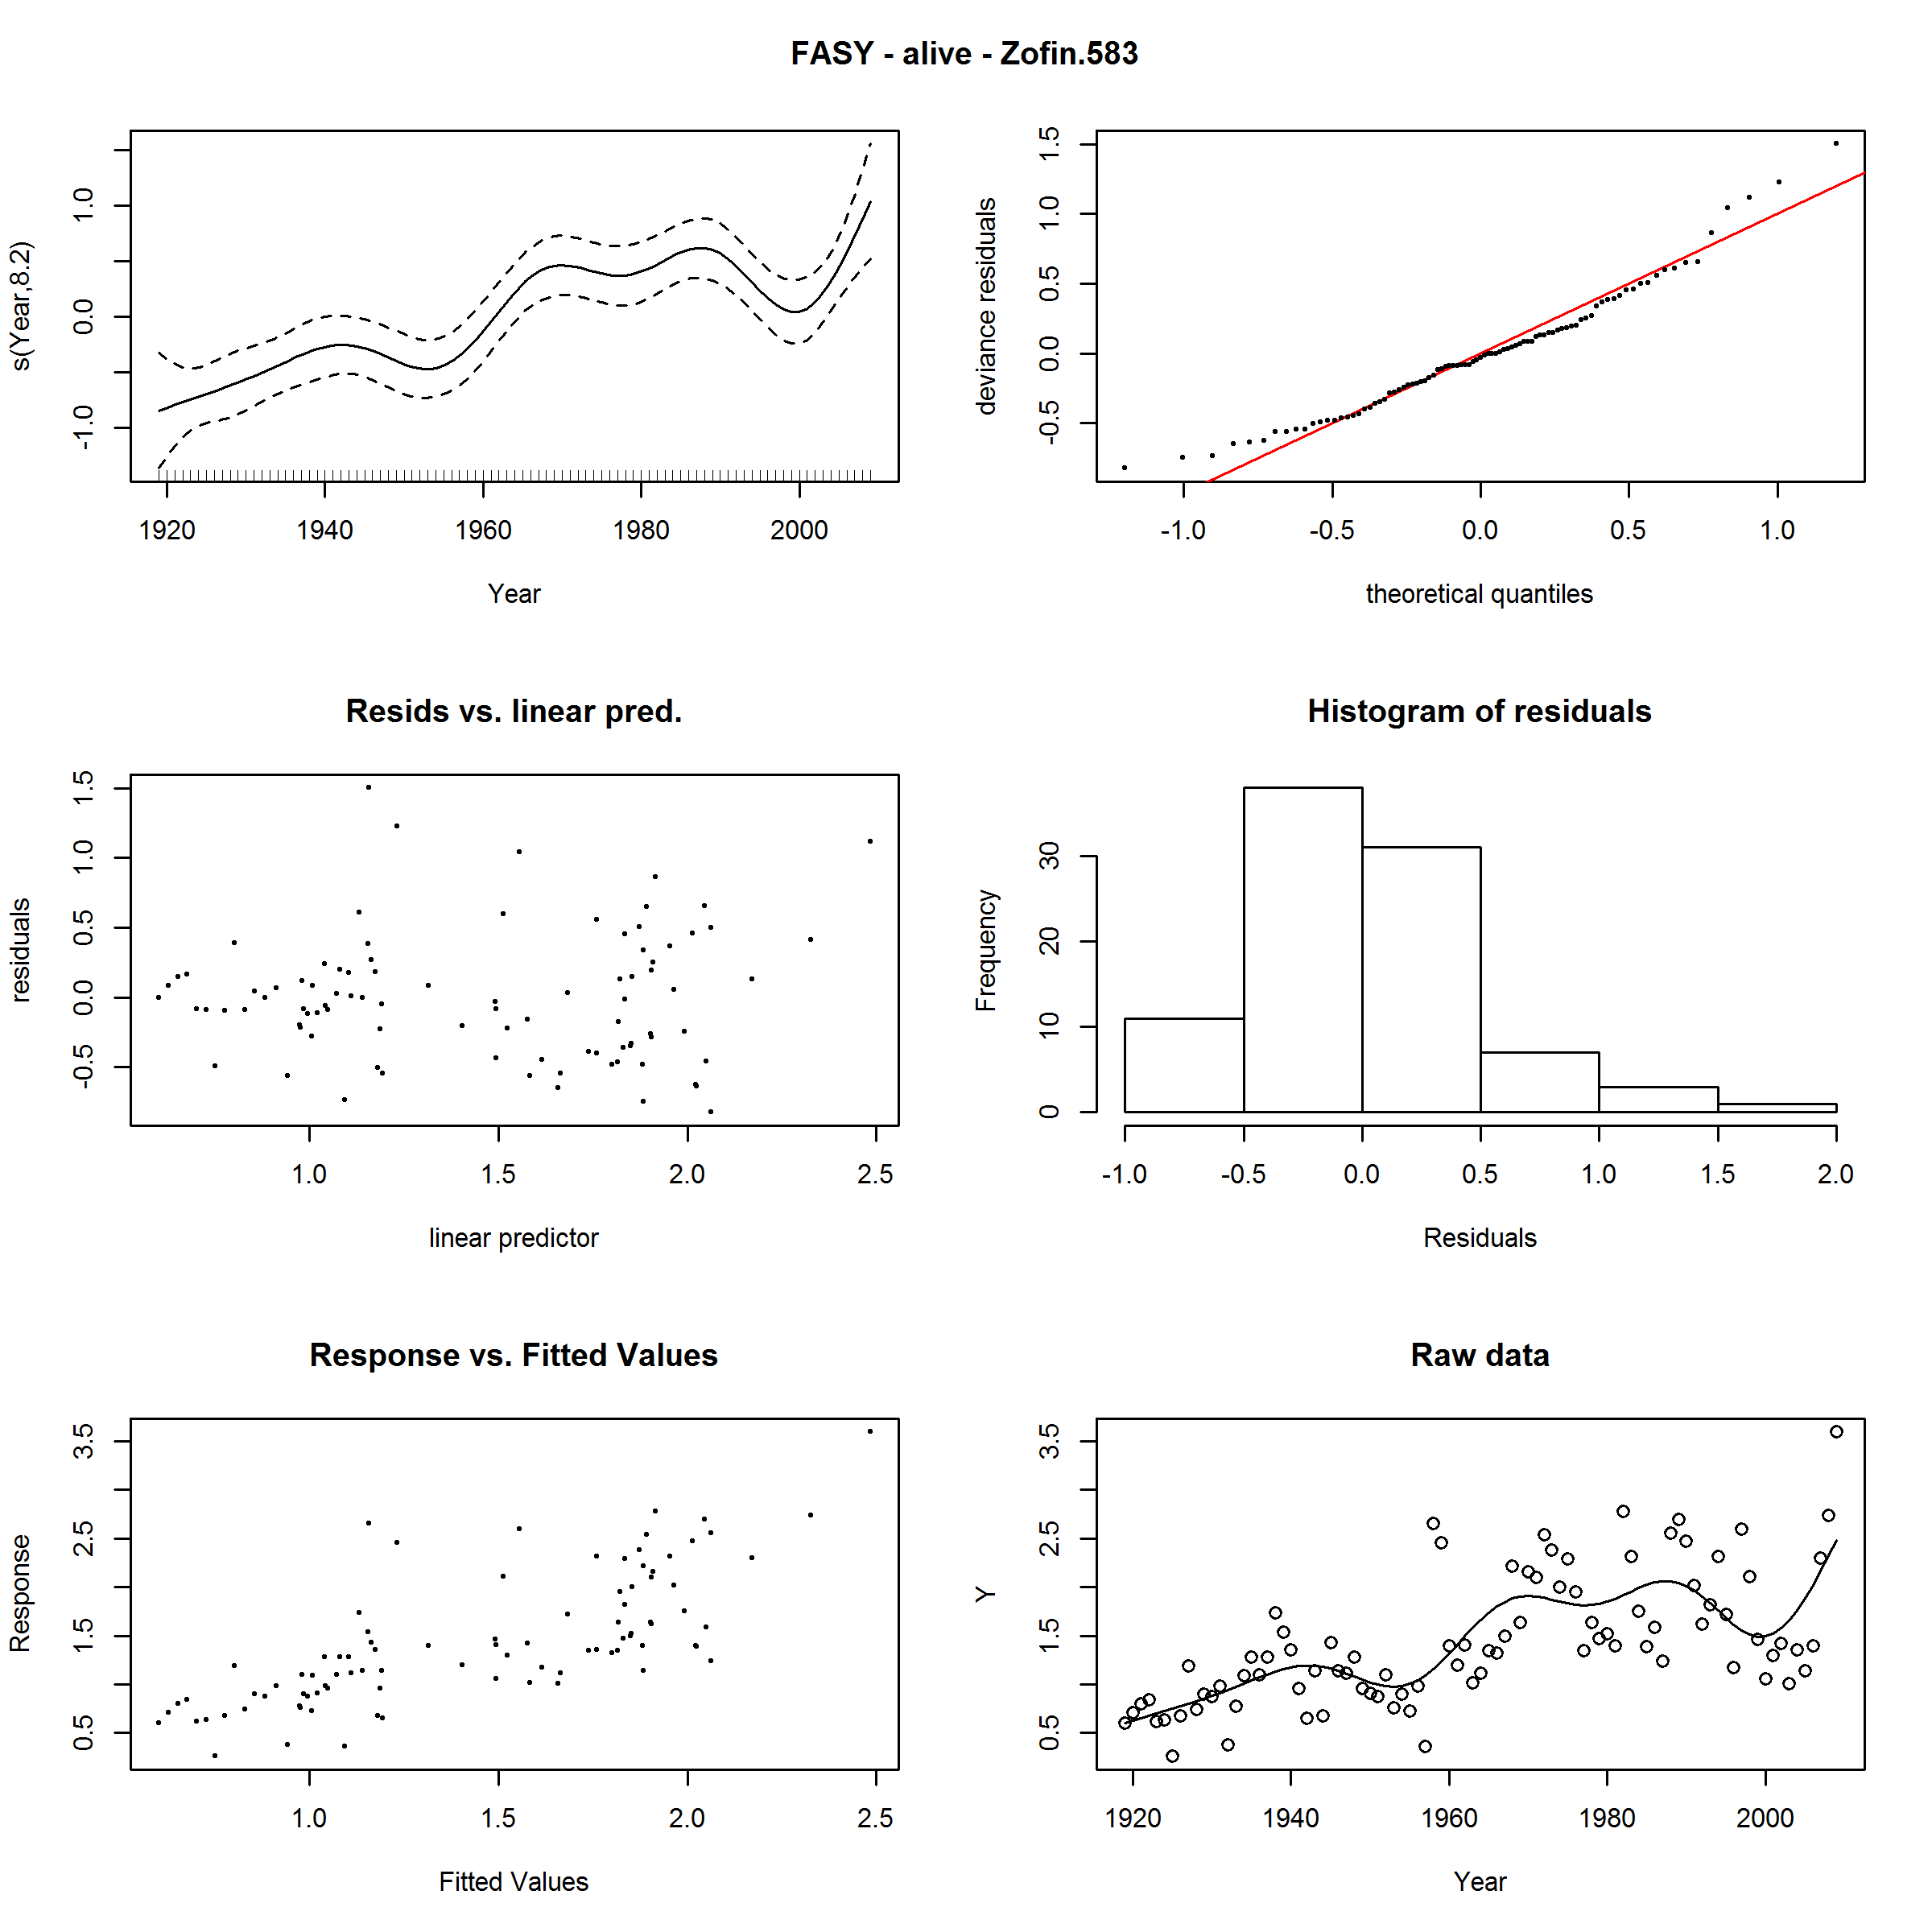 FASY - alive - Zofin.583
s(Year,8.2)
-1.0 0.0 1.0
1920 1940 1960 1980 2000
Year
deviance residuals
-0.5 0.0 0.5 1.0 1.5
-1.0 -0.5 0.0 0.5 1.0
theoretical quantiles
Resids vs. linear pred.
residuals
-0.5 0.0 0.5 1.0 1.5
1.0 1.5 2.0 2.5
linear predictor
Histogram of residuals
Frequency
0 10 20 30
-1.0 -0.5 0.0 0.5 1.0 1.5 2.0
Residuals
Response vs. Fitted Values
Response
0.5 1.5 2.5 3.5
1.0 1.5 2.0 2.5
Fitted Values
Raw data
Y
0.5 1.5 2.5 3.5
1920 1940 1960 1980 2000
Year